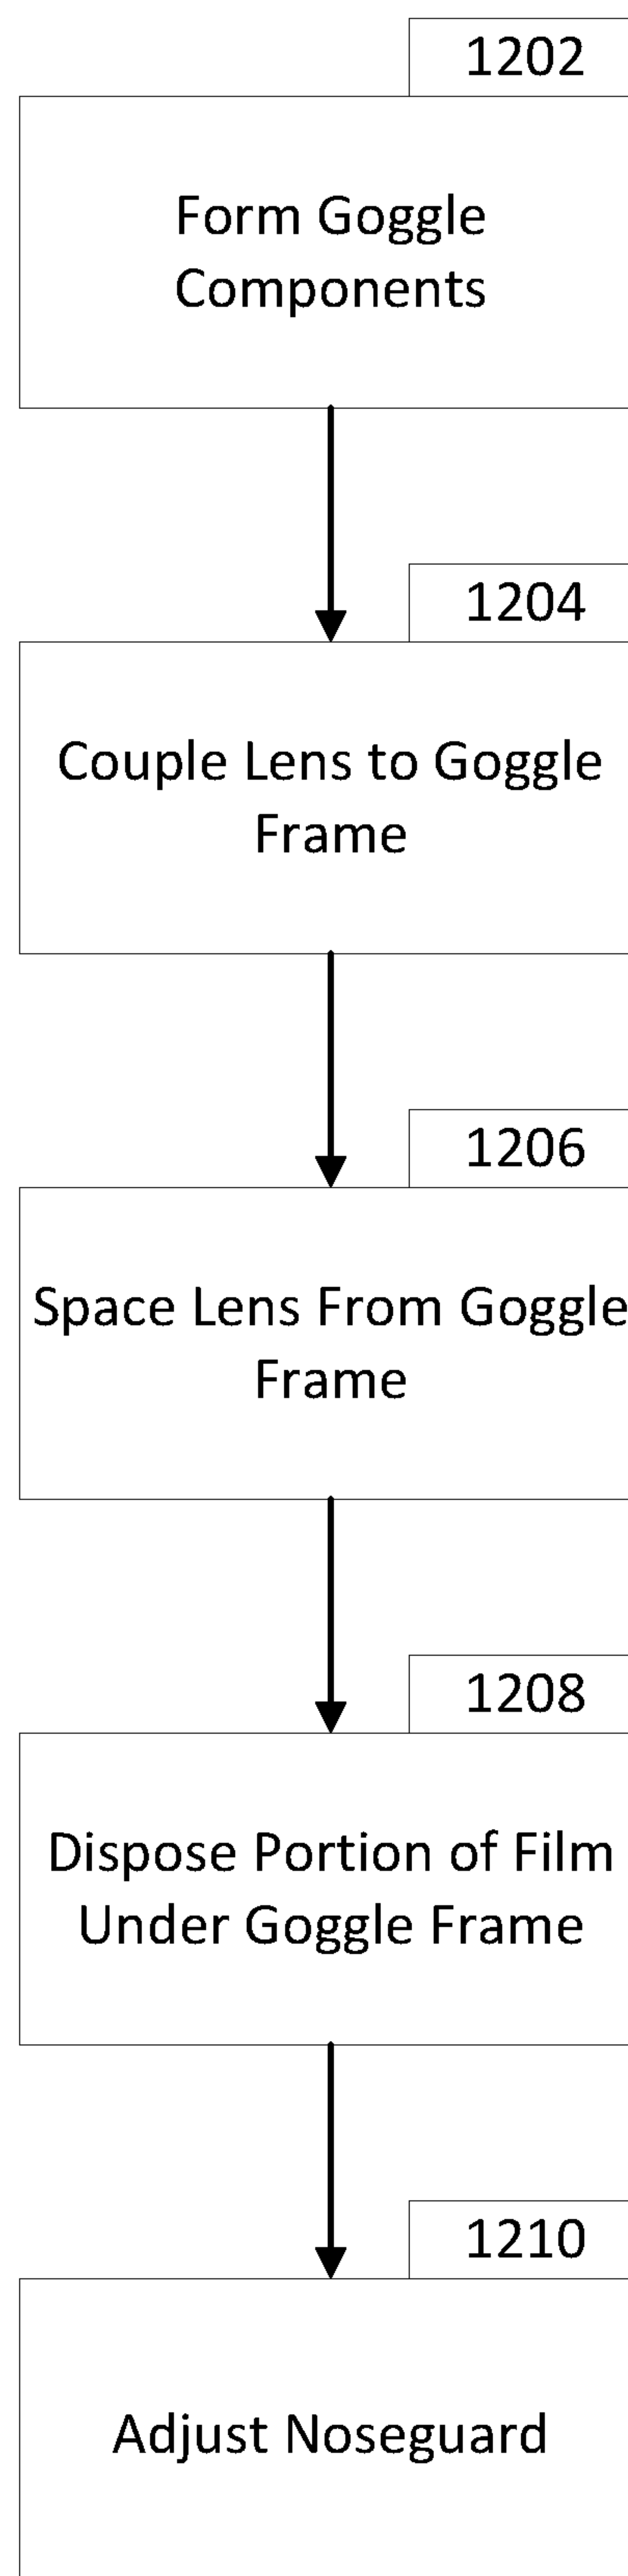 1202
Form Goggle
Components
1204
Couple Lens to Goggle
Frame
1206
Space Lens From Goggle
Frame
1208
Dispose Portion of Film
Under Goggle Frame
1210
Adjust Noseguard